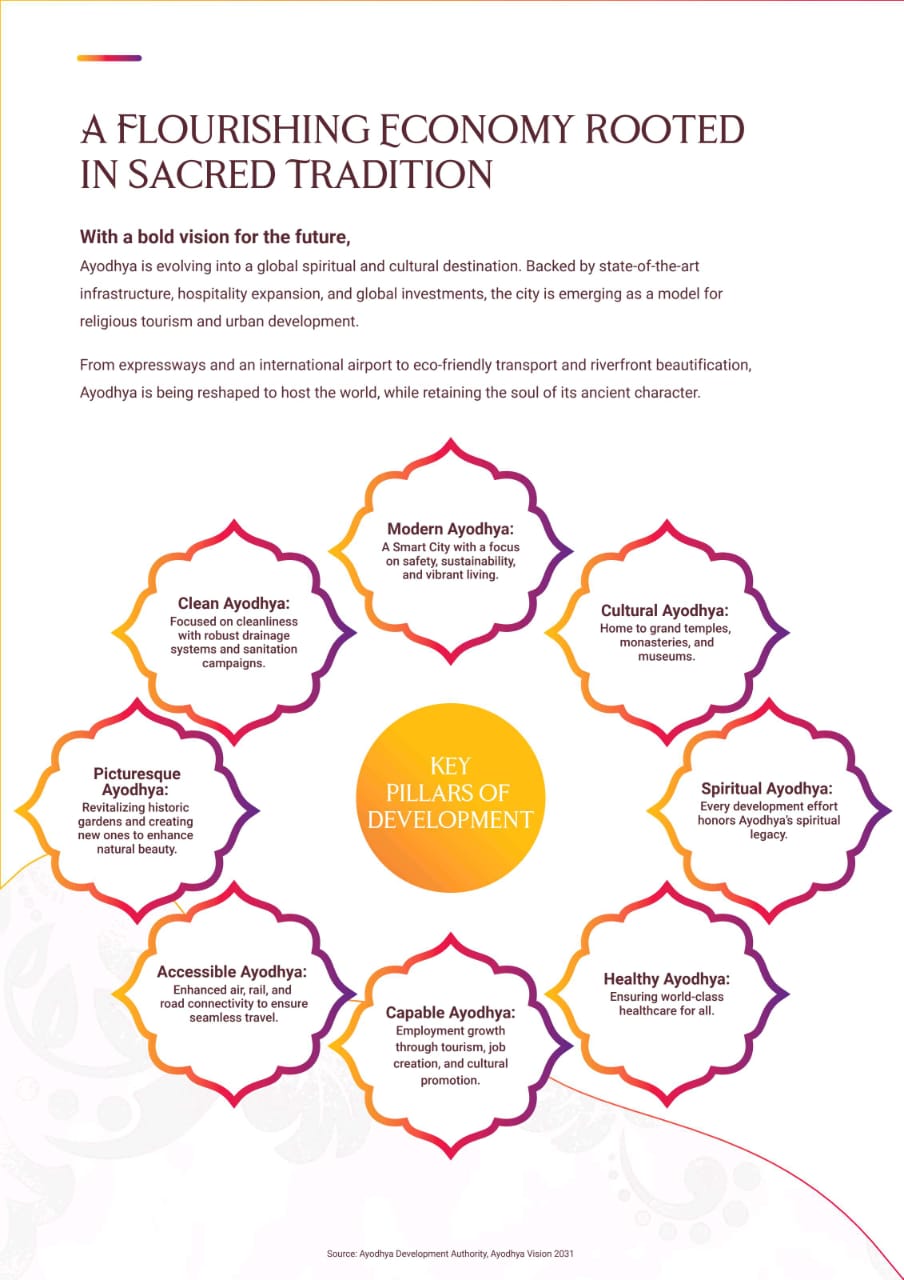 A Flourishing Economy Rooted
in Sacred Tradition
With a bold vision for the future,
Ayodhya is evolving into a global spiritual and cultural destination. Backed by state-of-the-art
infrastructure, hospitality expansion, and global investments, the city is emerging as a model for
religious tourism and urban development.
From expressways and an international airport to eco-friendly transport and riverfront beautification,
Ayodhya is being reshaped to host the world, while retaining the soul of its ancient character.
Modern Ayodhya:
A Smart City with a focus
on safety, sustainability,
and vibrant living.
Cultural Ayodhya:
Home to grand temples,
monasteries, and
museums.
Spiritual Ayodhya:
Every development effort
honors Ayodhya's spiritual
legacy.
Healthy Ayodhya:
Ensuring world-class
healthcare for all.
Capable Ayodhya:
Employment growth
through tourism, job
creation, and cultural
promotion.
Accessible Ayodhya:
Enhanced air, rail, and
road connectivity to ensure
seamless travel.
Picturesque
Ayodhya:
Revitalizing historic
gardens and creating
new ones to enhance
natural beauty.
Clean Ayodhya:
Focused on cleanliness
with robust drainage
systems and sanitation
campaigns.
KEY
PILLARS OF
DEVELOPMENT
Source: Ayodhya Development Authority, Ayodhya Vision 2031